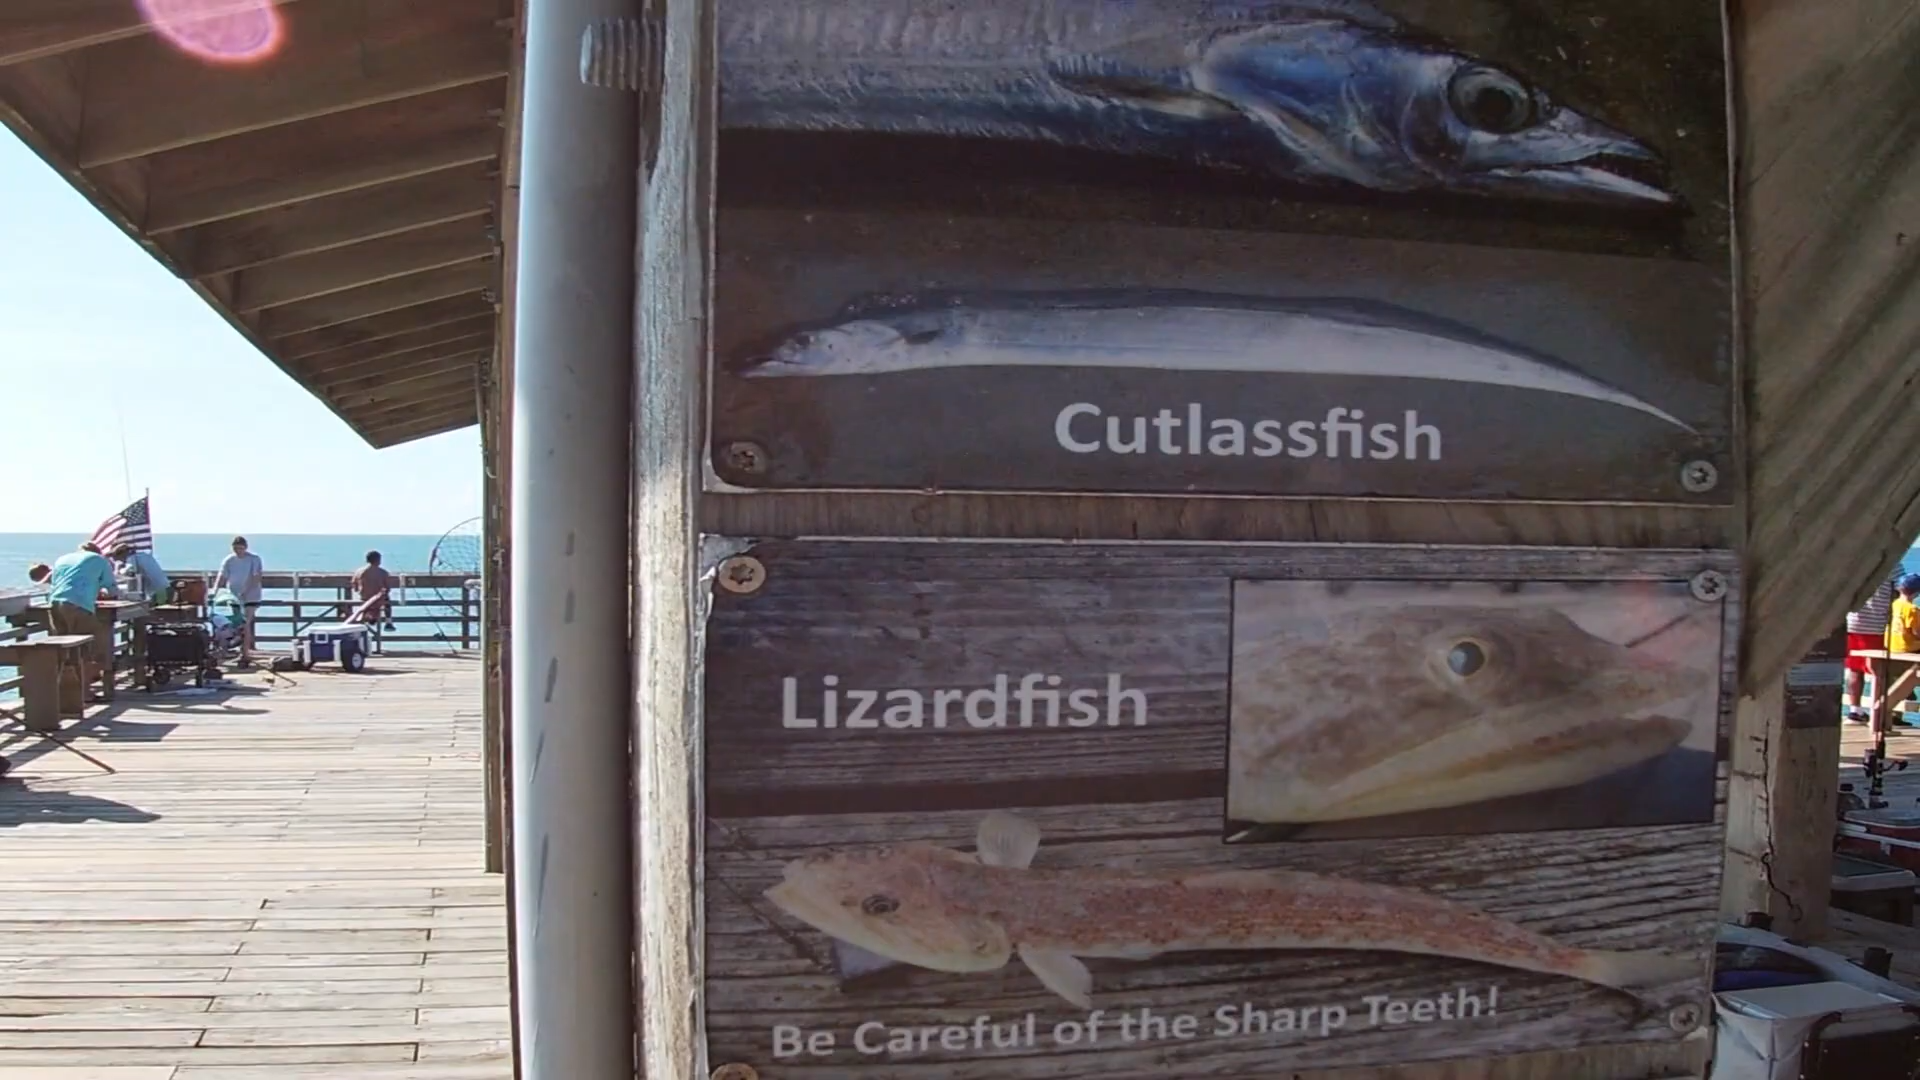 Cutlassfish
Lizardfish
Be Careful of the Sharp Teeth!